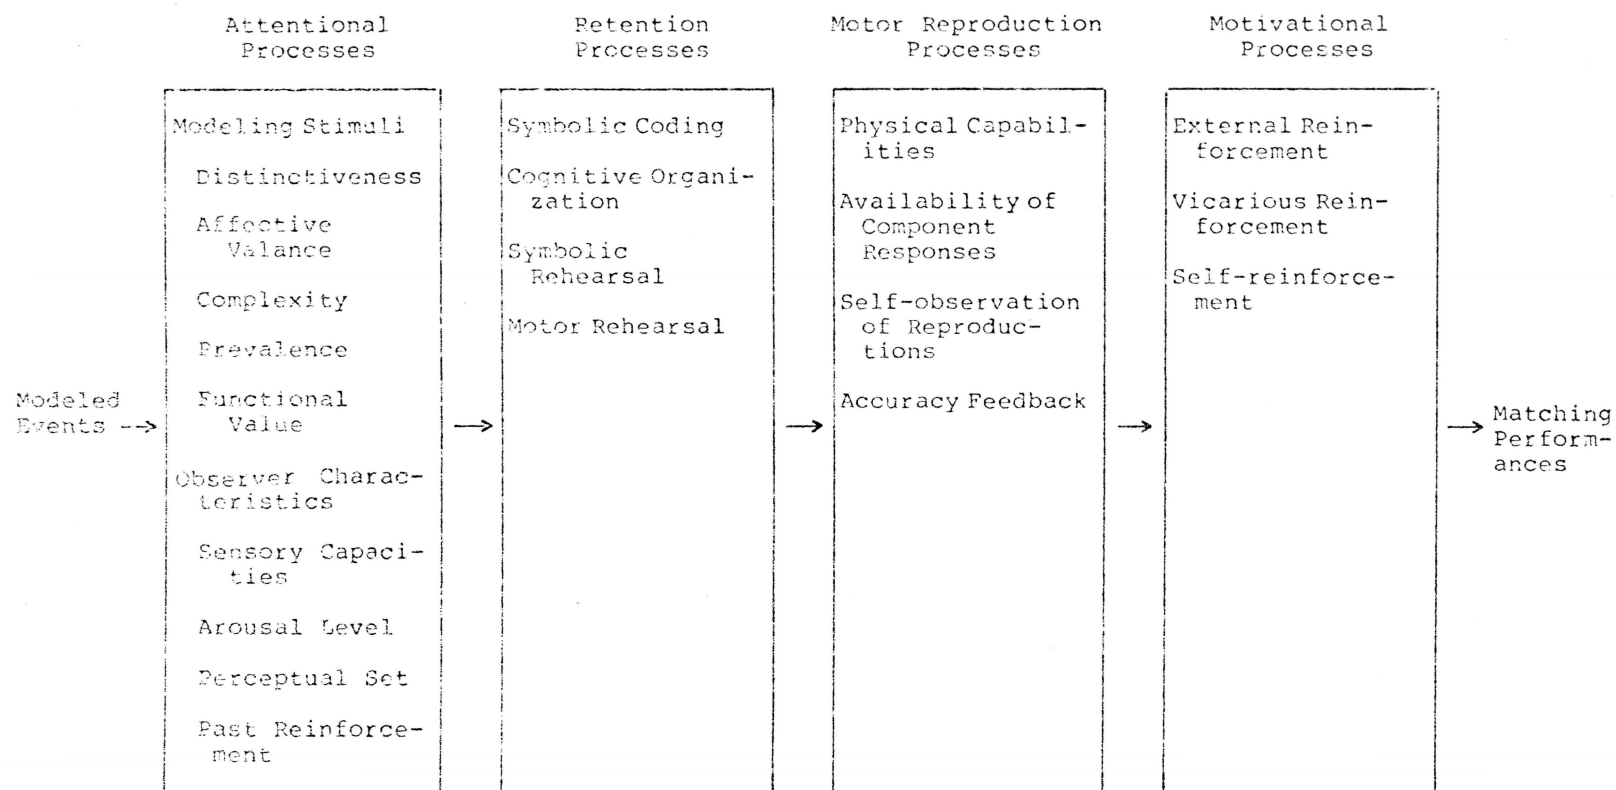 Attentional
Processes
Retention
Processes
Motor Reproduction
Processes
Motivational
Processes
Modeled
Events
Modeling Stimuli
Distinctiveness
Affective
Valance
Complexity
Prevalence
Functional
Value
Observer Charac-
teristics
Sensory Capaci-
ties
Arousal Level
Perceptual Set
Past Reinforce-
ment
Symbolic Coding
Cognitive Organi-
zation
Symbolic
Rehearsal
Motor Rehearsal
Physical Capabil-
ities
Availability of
Component
Responses
Self-observation
of Reproduc-
tions
Accuracy Feedback
External Rein-
forcement
Vicarious Rein-
forcement
Self-reinforce-
ment
Matching
Perform-
ances